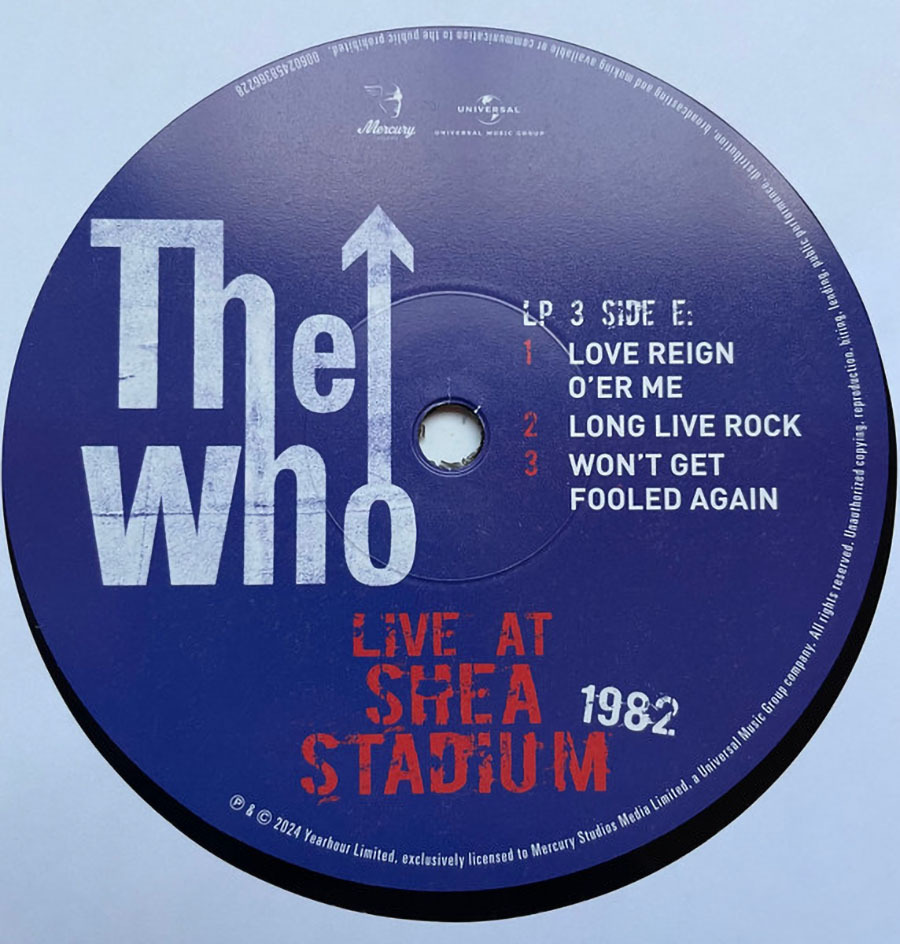 Mercury
UNIVERSAL
UNIVERSAL MUSIC GROUP
The
Who
LP 3 SIDE E:
1 LOVE REIGN
O'ER ME
2 LONG LIVE ROCK
3 WON'T GET
FOOLED AGAIN
LIVE AT
SHEA
STADIUM
1982
℗ & © 2024 Yearhour Limited, exclusively licensed to Mercury Studios Media Limited, a Universal Music Group company. All rights reserved. Unauthorized copying, reproduction, hiring, lending, public performance, distribution, broadcasting and making available or communication to the public prohibited. 00602458366228